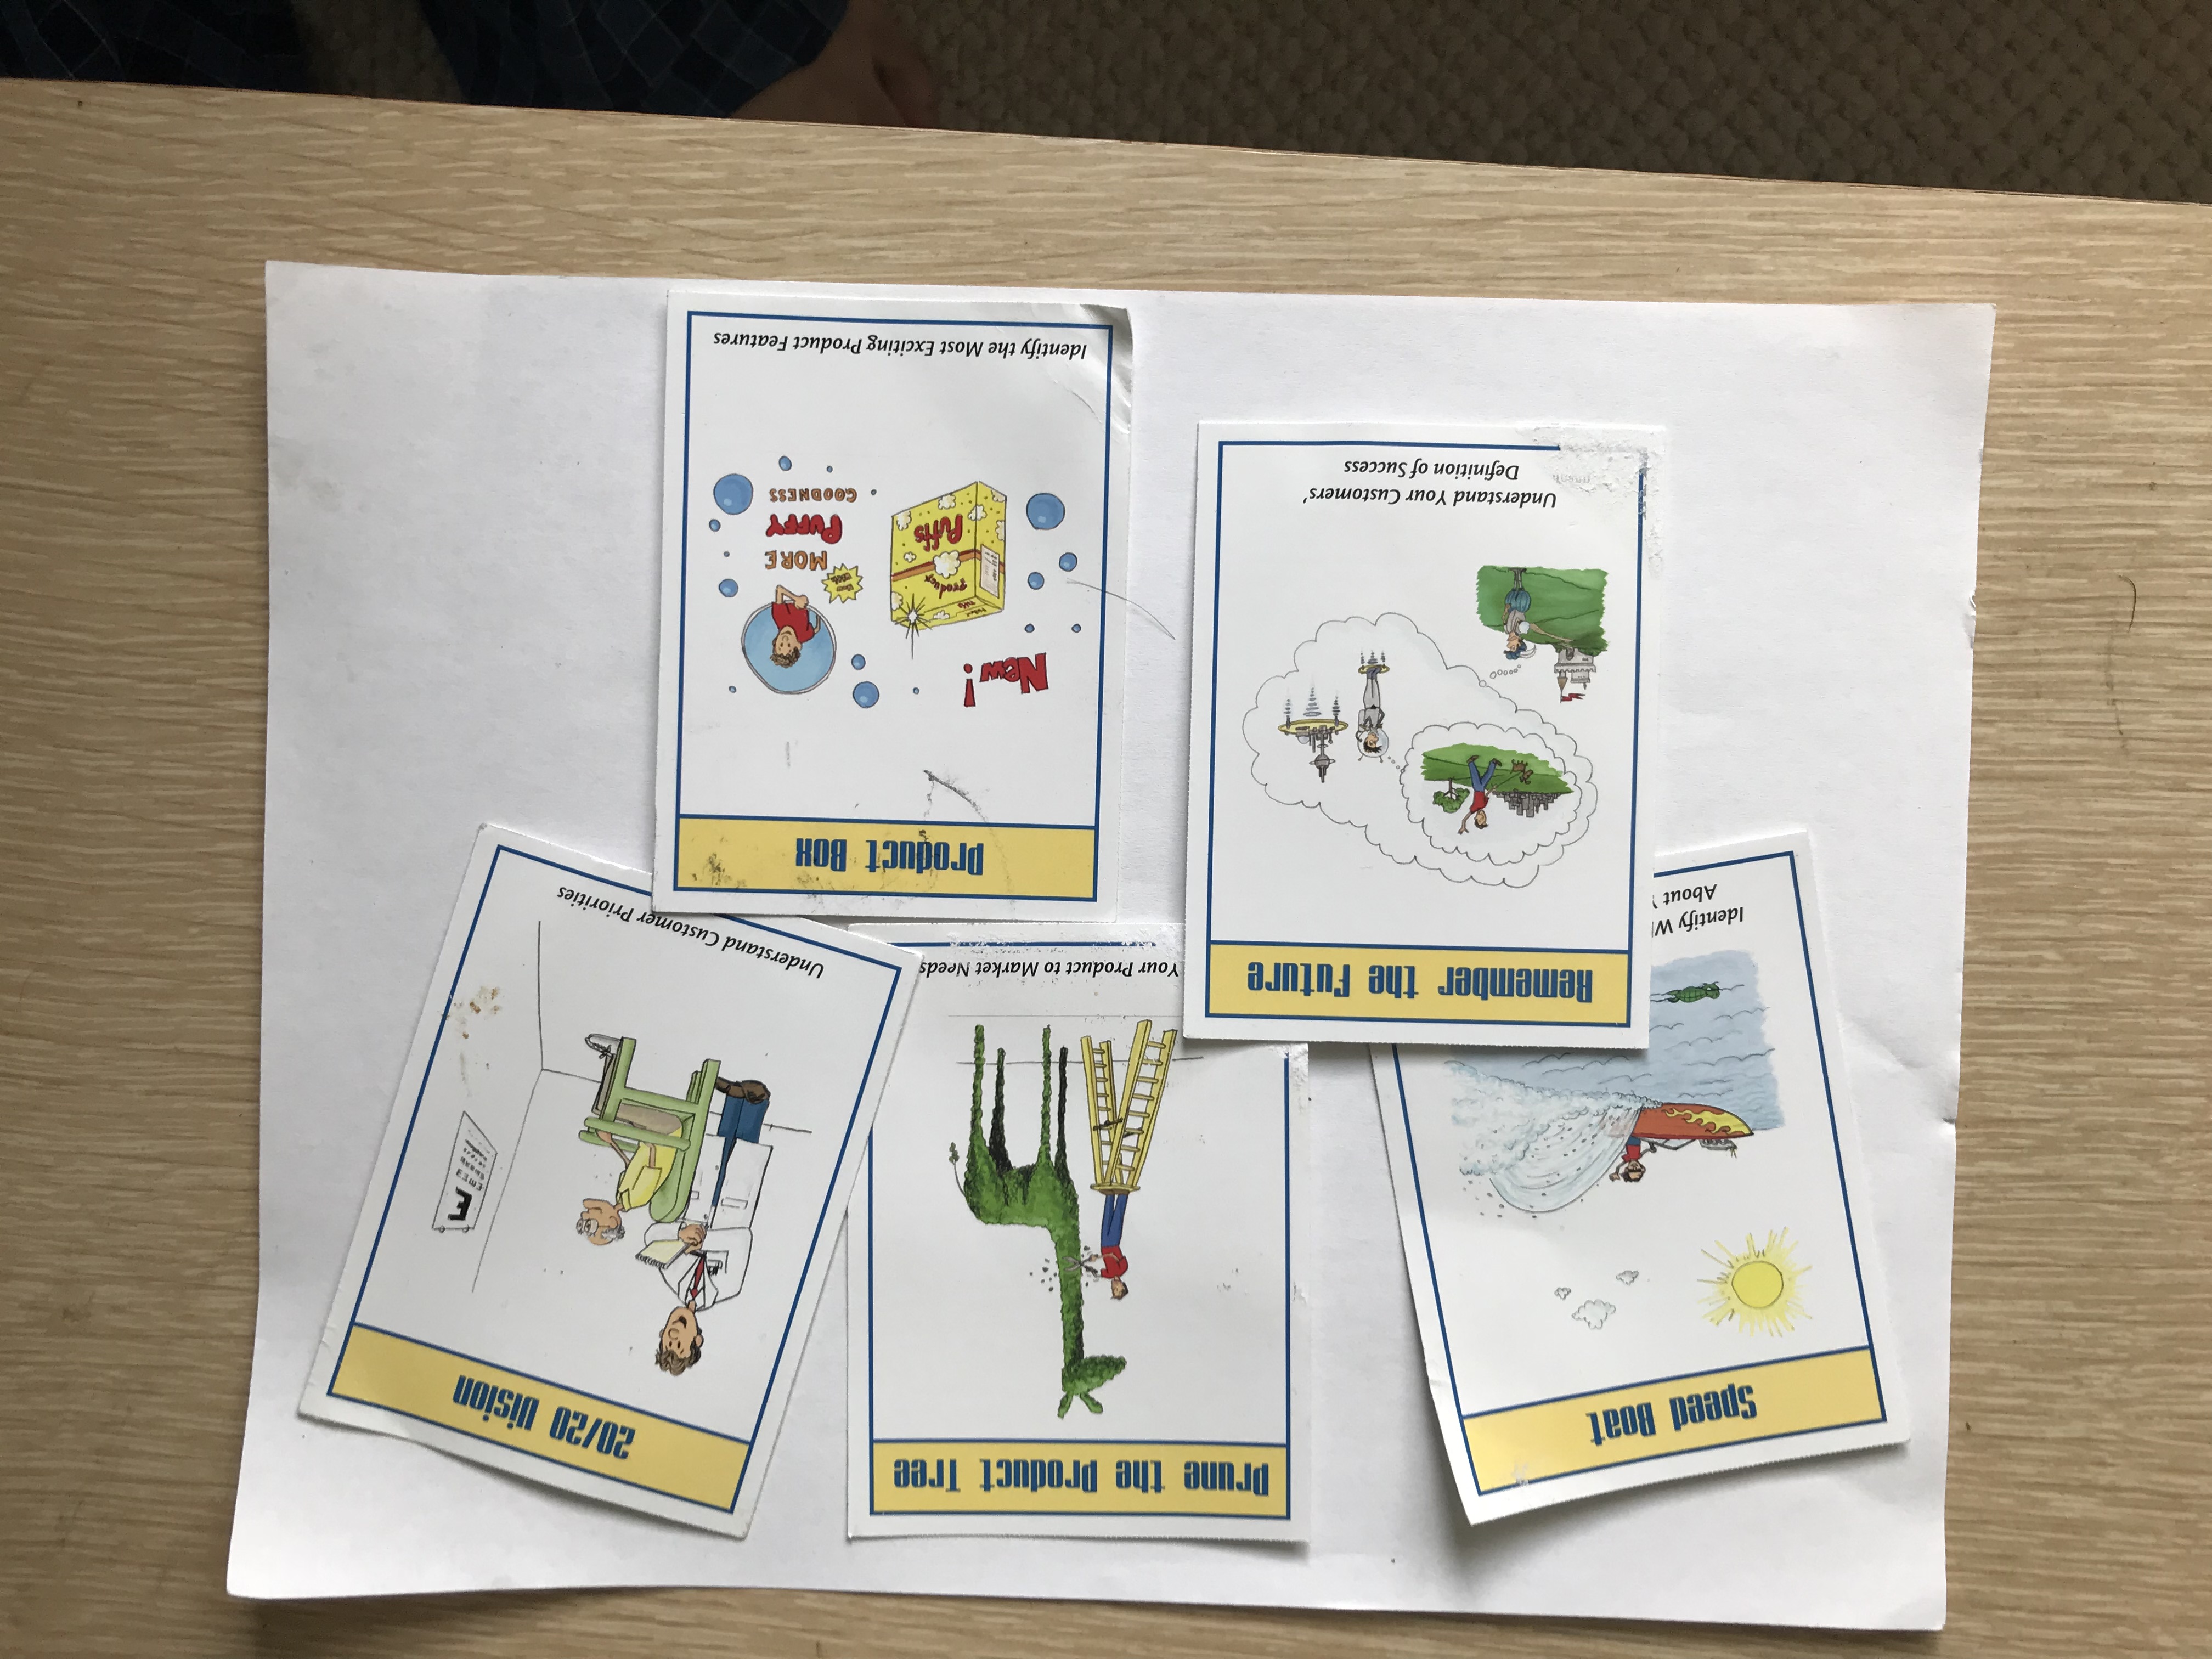 Speed Boat
Identify W
About
Prune the Product Tree
Your Product to Market Needs
20/20 Vision
E
Understand Customer Priorities
Remember the Future
Understand Your Customers'
Definition of Success
Product Box
New!
Product
Puffs
MORE
PUFFY
GOODNESS
Identify the Most Exciting Product Features